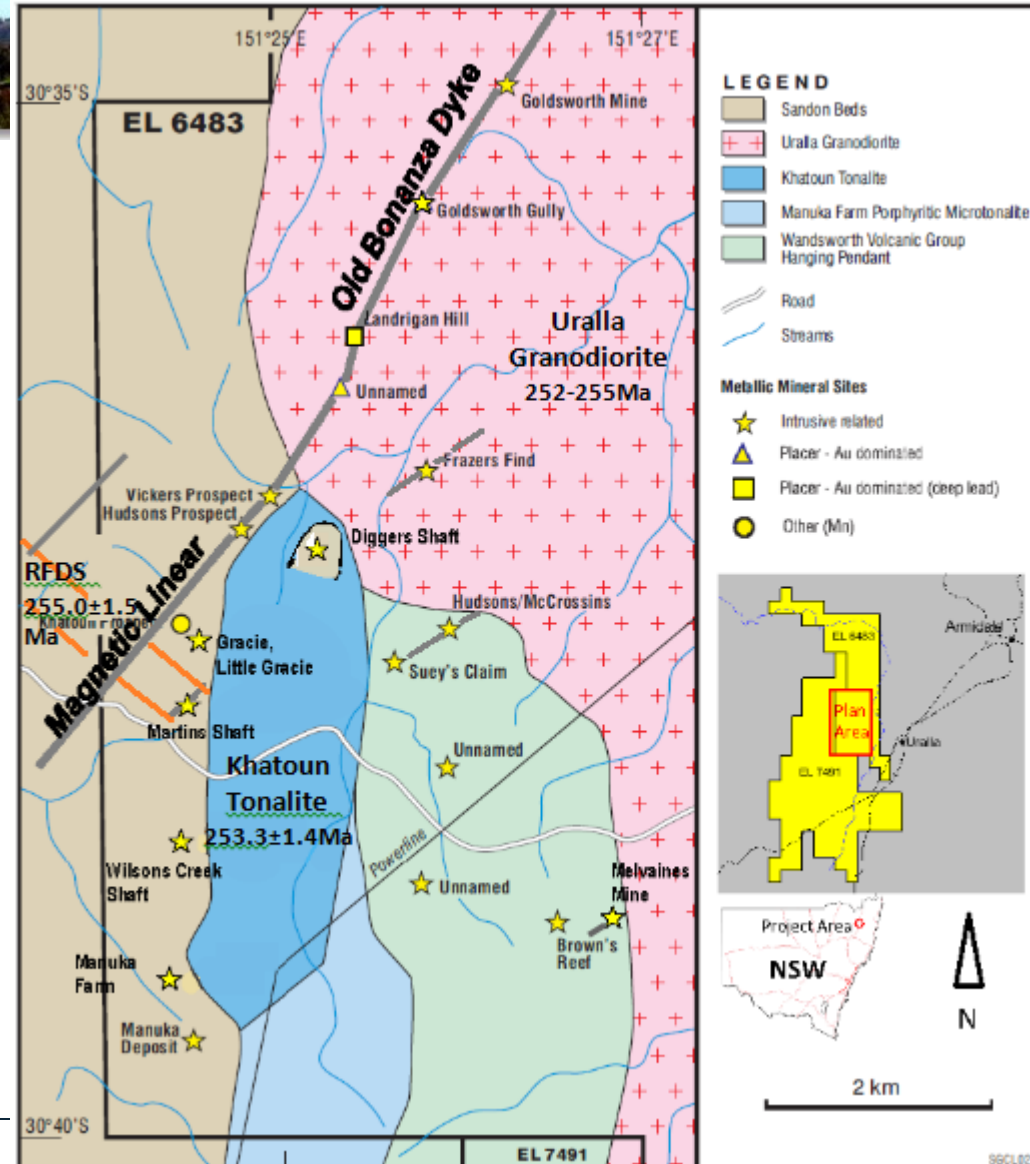 151°25'E
151°27'E
30°35'S
EL 6483
Old Bonanza Dyke
Goldsworth Mine
Goldsworth Gully
Landrigan Hill
Uralla
Granodiorite
252-255Ma
Unnamed
Frazers Find
Vickers Prospect
Hudsons Prospect
Diggers Shaft
Magnetic Linear
RFDS
255.0±1.5
Ma
Hudsons/McCrossins
Gracie,
Little Gracie
Suey's Claim
Martins Shaft
Khatoun
Tonalite
253.3±1.4Ma
Unnamed
Powerline
Wilsons Creek
Shaft
Unnamed
Melvaines
Mine
Brown's
Reef
Manuka
Farm
Manuka
Deposit
30°40'S
EL 7491
LEGEND
Sandon Beds
Uralla Granodiorite
Khatoun Tonalite
Manuka Farm Porphyritic Microtonalite
Wandsworth Volcanic Group
Hanging Pendant
Road
Streams
Metallic Mineral Sites
Intrusive related
Placer - Au dominated
Placer - Au dominated (deep lead)
Other (Mn)
Armidale
EL 6483
Plan
Area
Uralla
EL 7491
Project Area
NSW
N
2 km